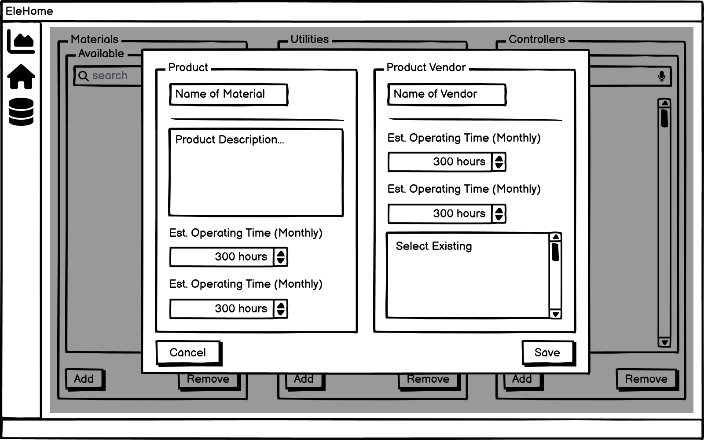 EleHome
Materials
Utilities
Controllers
Available
search
Product
Name of Material
Product Description...
Est. Operating Time (Monthly)
300 hours
Est. Operating Time (Monthly)
300 hours
Product Vendor
Name of Vendor
Est. Operating Time (Monthly)
300 hours
Est. Operating Time (Monthly)
300 hours
Select Existing
Cancel
Save
Add
Remove
Add
Remove
Add
Remove